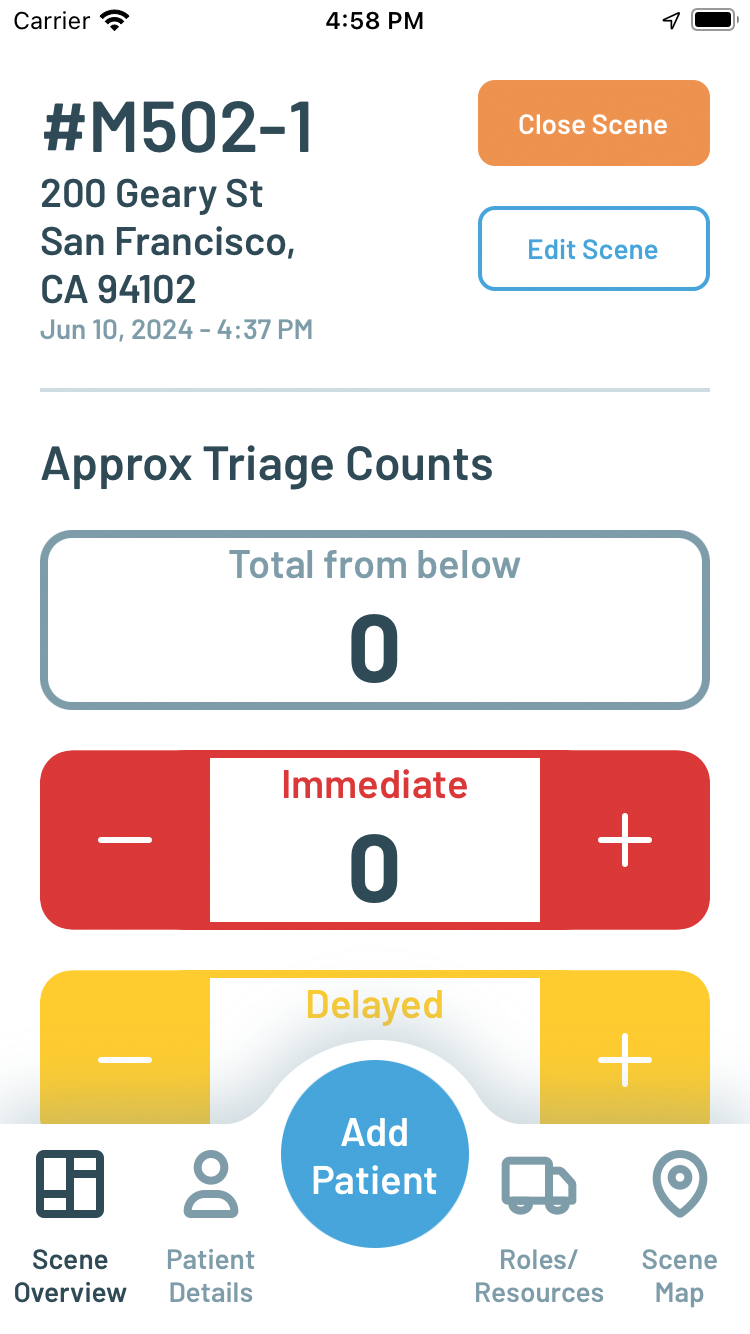 Carrier
4:58 PM
#M502-1
200 Geary St
San Francisco,
CA 94102
Jun 10, 2024 - 4:37 PM
Close Scene
Edit Scene
Approx Triage Counts
Total from below
0
Immediate
0
Delayed
Add
Patient
Scene
Overview
Patient
Details
Roles/
Resources
Scene
Map